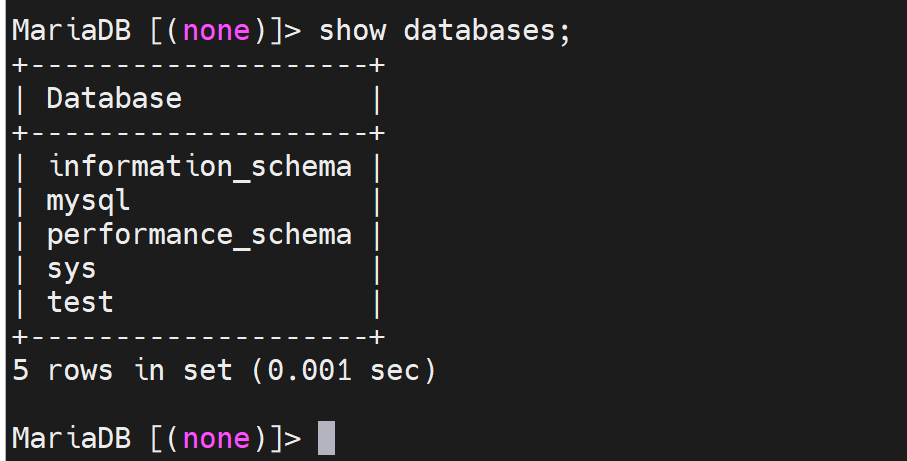 MariaDB [(none)]> show databases;
+--------------------+
| Database           |
+--------------------+
| information_schema |
| mysql              |
| performance_schema |
| sys                |
| test               |
+--------------------+
5 rows in set (0.001 sec)
MariaDB [(none)]>